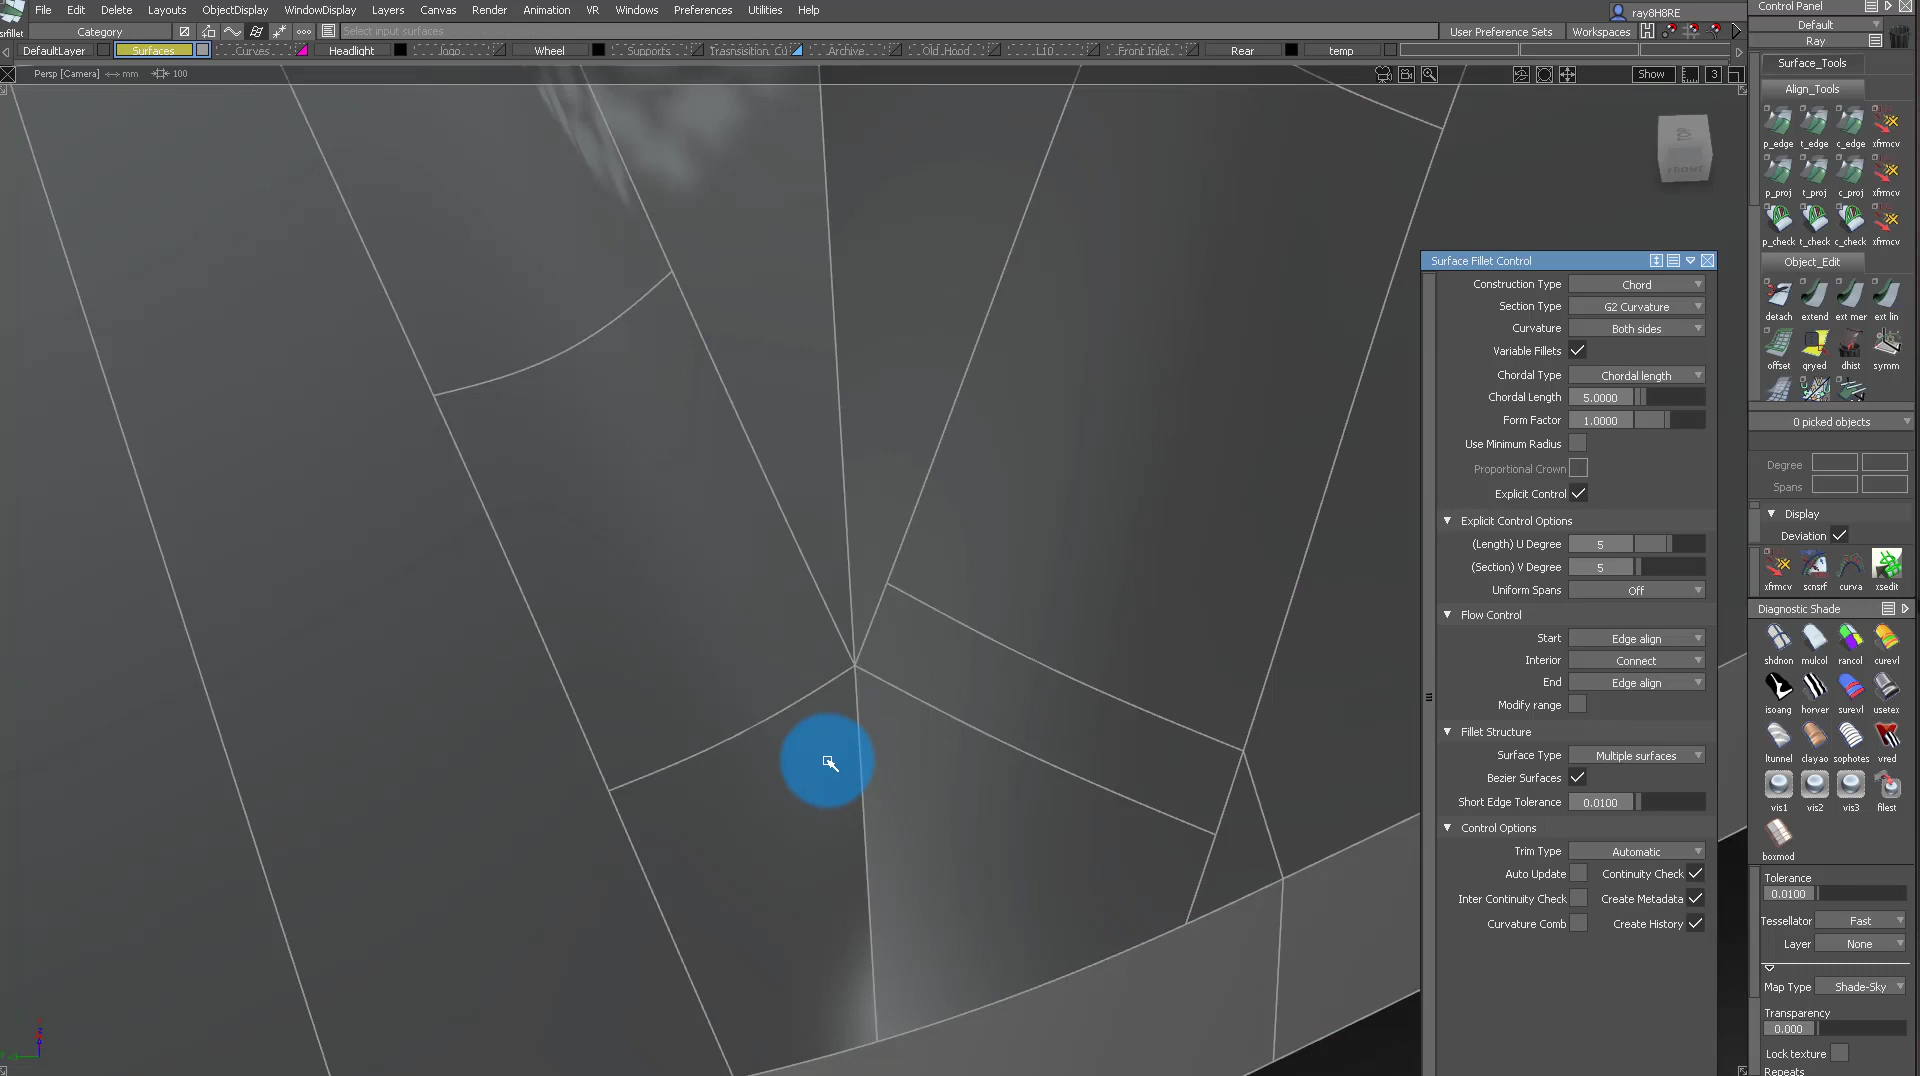 File Edit Delete Layouts ObjectDisplay WindowDisplay Layers Canvas Render Animation VR Windows Preferences Utilities Help
ray8H8RE
Control Panel
srfillet
Category
Select input surfaces
User Preference Sets
Workspaces
Default
Ray
DefaultLayer
Surfaces
Curves
Headlight
logo
Wheel
Supports
Archive
Old_Hood
L10
Front Inlet
Rear
temp
Persp [Camera]
mm
100
Show
3
FRONT
Surface_Tools
Align_Tools
p_edge t_edge c_edge xfrmcv
p_proj t_proj c_proj xfrmcv
p_check t_check c_check xfrmcv
Object_Edit
detach extend ext mer ext lin
offset qryed dhist symm
0 picked objects
Degree
Spans
Display
Deviation
xfrmcv scnsrf curva xsedit
Diagnostic Shade
shdnon mulcol rancol curevl
isoang horver surevl usetex
ltunnel clayao sophotes vred
vis1 vis2 vis3 filest
boxmod
Tolerance
0.0100
Tessellator Fast
Layer None
Map Type Shade-Sky
Transparency
0.000
Lock texture
Repeats
Surface Fillet Control
Construction Type Chord
Section Type G2 Curvature
Curvature Both sides
Variable Fillets
Chordal Type Chordal length
Chordal Length 5.0000
Form Factor 1.0000
Use Minimum Radius
Proportional Crown
Explicit Control
Explicit Control Options
(Length) U Degree 5
(Section) V Degree 5
Uniform Spans Off
Flow Control
Start Edge align
Interior Connect
End Edge align
Modify range
Fillet Structure
Surface Type Multiple surfaces
Bezier Surfaces
Short Edge Tolerance 0.0100
Control Options
Trim Type Automatic
Auto Update Continuity Check
Inter Continuity Check Create Metadata
Curvature Comb Create History